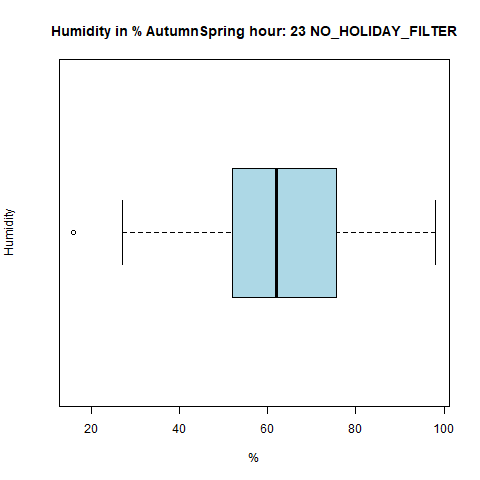 Humidity in % AutumnSpring hour: 23 NO_HOLIDAY_FILTER
Humidity
20 40 60 80 100
%